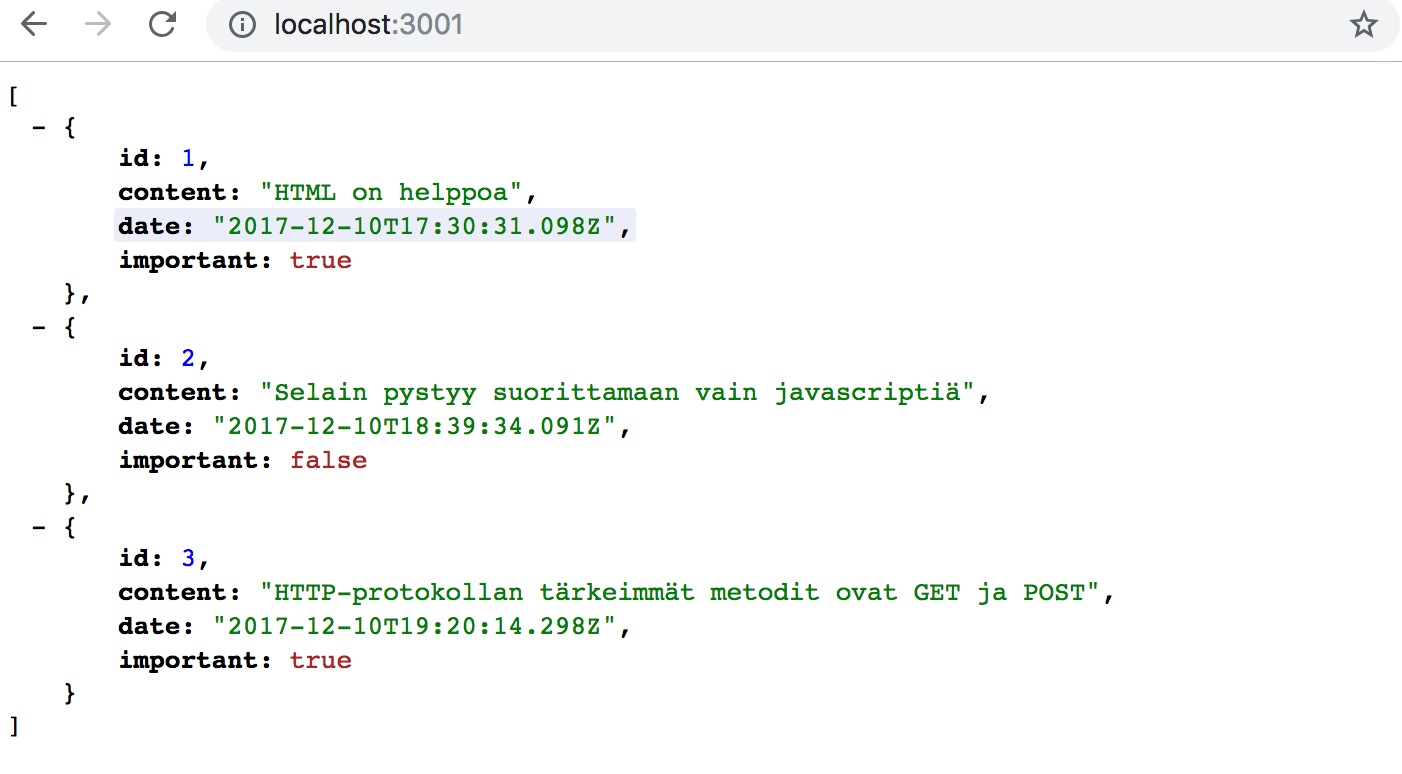 localhost:3001
[
- {
id: 1,
content: "HTML on helppoa",
date: "2017-12-10T17:30:31.098Z",
important: true
},
- {
id: 2,
content: "Selain pystyy suorittamaan vain javascriptiä",
date: "2017-12-10T18:39:34.091Z",
important: false
},
- {
id: 3,
content: "HTTP-protokollan tärkeimmät metodit ovat GET ja POST",
date: "2017-12-10T19:20:14.298Z",
important: true
}
]